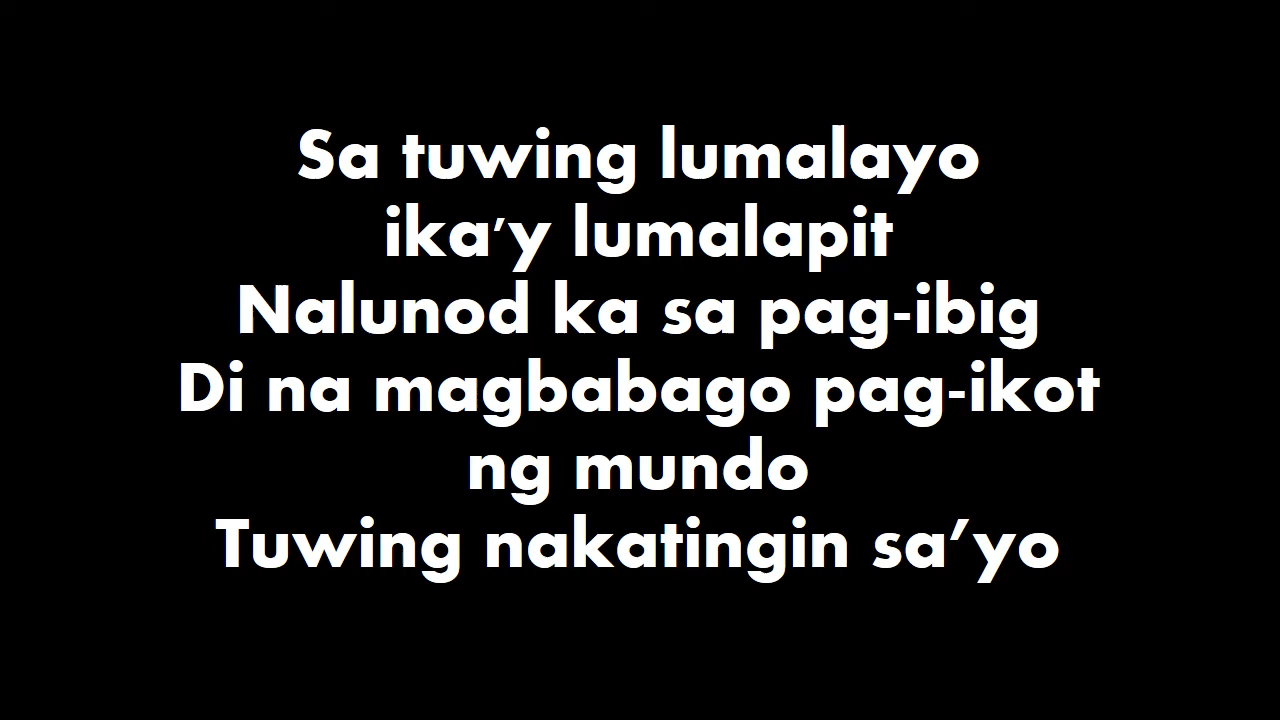 Sa tuwing lumalayo
ika'y lumalapit
Nalunod ka sa pag-ibig
Di na magbabago pag-ikot
ng mundo
Tuwing nakatingin sa’yo